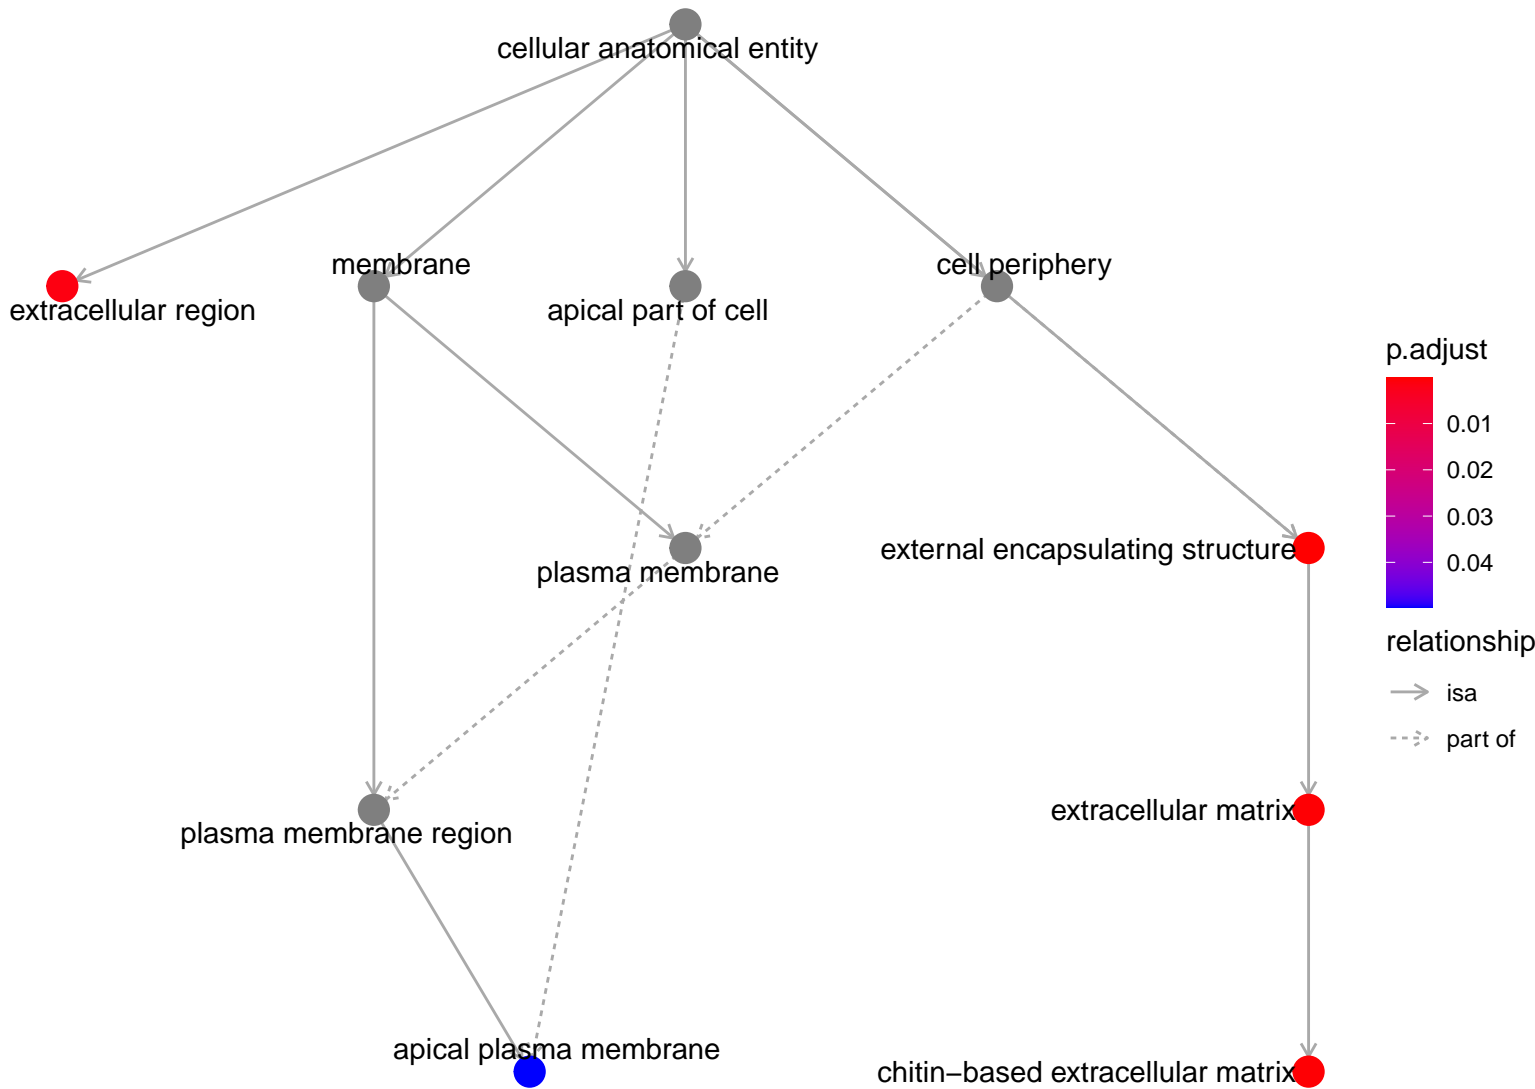 cellular anatomical entity
membrane
cell periphery
extracellular region
apical part of cell
p.adjust
0.01
0.02
0.03
0.04
external encapsulating structure
plasma membrane
relationship
isa
part of
extracellular matrix
plasma membrane region
apical plasma membrane
chitin−based extracellular matrix